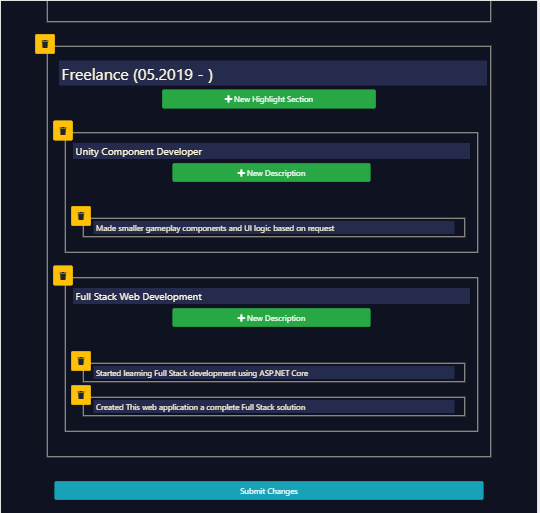 Freelance (05.2019 - )
+ New Highlight Section
Unity Component Developer
+ New Description
Made smaller gameplay components and UI logic based on request
Full Stack Web Development
+ New Description
Started learning Full Stack development using ASP.NET Core
Created This web application a complete Full Stack solution
Submit Changes